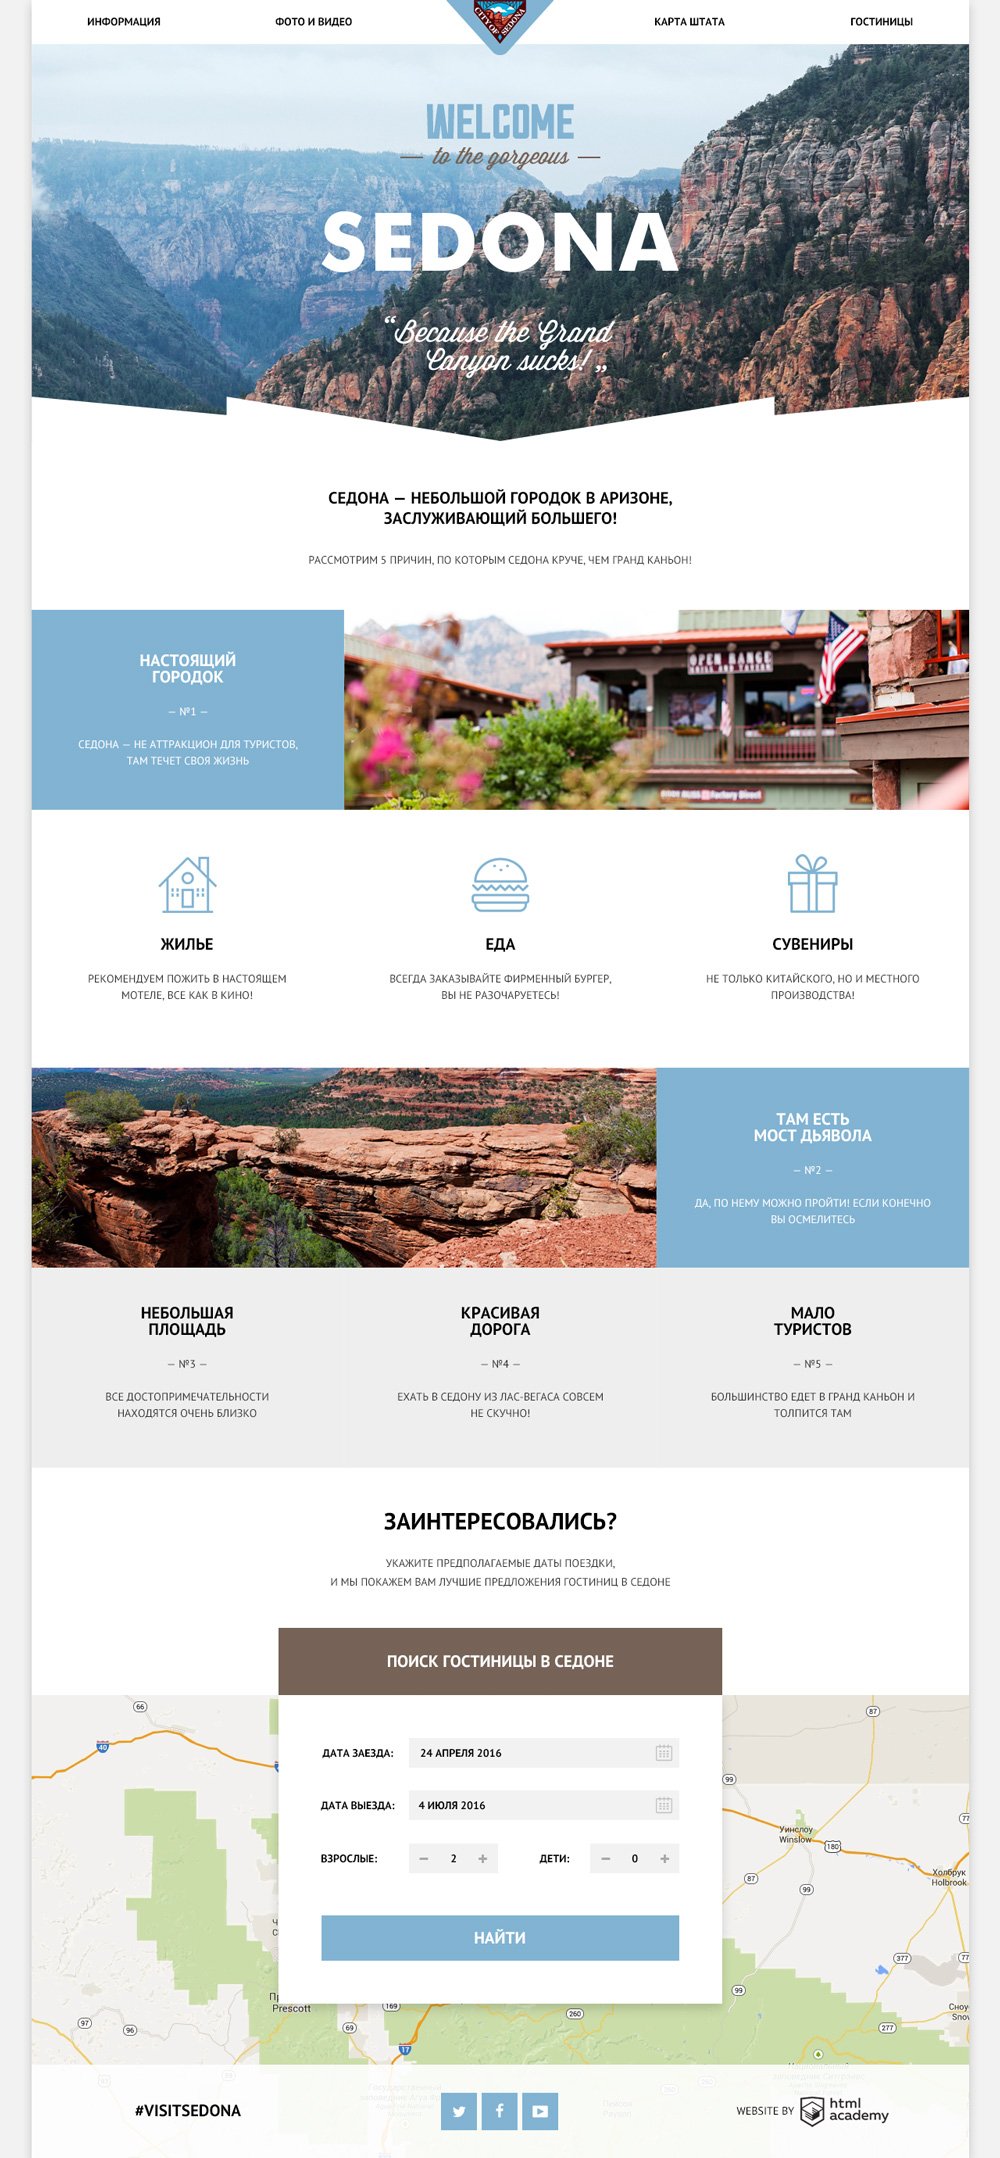 ИНФОРМАЦИЯ
ФОТО И ВИДЕО
CITY OF SEDONA
КАРТА ШТАТА
ГОСТИНИЦЫ
WELCOME
— to the gorgeous —
SEDONA
“Because the Grand
Canyon sucks! „
СЕДОНА — НЕБОЛЬШОЙ ГОРОДОК В АРИЗОНЕ,
ЗАСЛУЖИВАЮЩИЙ БОЛЬШЕГО!
РАССМОТРИМ 5 ПРИЧИН, ПО КОТОРЫМ СЕДОНА КРУЧЕ, ЧЕМ ГРАНД КАНЬОН!
НАСТОЯЩИЙ
ГОРОДОК
— №1 —
СЕДОНА — НЕ АТТРАКЦИОН ДЛЯ ТУРИСТОВ,
ТАМ ТЕЧЕТ СВОЯ ЖИЗНЬ
OPEN RANGE
GRILL AND TAVERN
Factory Direct
ЖИЛЬЕ
РЕКОМЕНДУЕМ ПОЖИТЬ В НАСТОЯЩЕМ
МОТЕЛЕ, ВСЕ КАК В КИНО!
ЕДА
ВСЕГДА ЗАКАЗЫВАЙТЕ ФИРМЕННЫЙ БУРГЕР,
ВЫ НЕ РАЗОЧАРУЕТЕСЬ!
СУВЕНИРЫ
НЕ ТОЛЬКО КИТАЙСКОГО, НО И МЕСТНОГО
ПРОИЗВОДСТВА!
ТАМ ЕСТЬ
МОСТ ДЬЯВОЛА
— №2 —
ДА, ПО НЕМУ МОЖНО ПРОЙТИ! ЕСЛИ КОНЕЧНО
ВЫ ОСМЕЛИТЕСЬ
НЕБОЛЬШАЯ
ПЛОЩАДЬ
— №3 —
ВСЕ ДОСТОПРИМЕЧАТЕЛЬНОСТИ
НАХОДЯТСЯ ОЧЕНЬ БЛИЗКО
КРАСИВАЯ
ДОРОГА
— №4 —
ЕХАТЬ В СЕДОНУ ИЗ ЛАС-ВЕГАСА СОВСЕМ
НЕ СКУЧНО!
МАЛО
ТУРИСТОВ
— №5 —
БОЛЬШИНСТВО ЕДЕТ В ГРАНД КАНЬОН И
ТОЛПИТСЯ ТАМ
ЗАИНТЕРЕСОВАЛИСЬ?
УКАЖИТЕ ПРЕДПОЛАГАЕМЫЕ ДАТЫ ПОЕЗДКИ,
И МЫ ПОКАЖЕМ ВАМ ЛУЧШИЕ ПРЕДЛОЖЕНИЯ ГОСТИНИЦ В СЕДОНЕ
ПОИСК ГОСТИНИЦЫ В СЕДОНЕ
66
87
40
ДАТА ЗАЕЗДА:
24 АПРЕЛЯ 2016
99
ДАТА ВЫЕЗДА:
4 ИЮЛЯ 2016
77
Уинслоу
Winslow
180
ВЗРОСЛЫЕ:
− 2 +
ДЕТИ:
− 0 +
Холбрук
Holbrook
87
99
НАЙТИ
377
77
99
Prescott
169
260
97
96
69
277
17
#VISITSEDONA
WEBSITE BY
html
academy